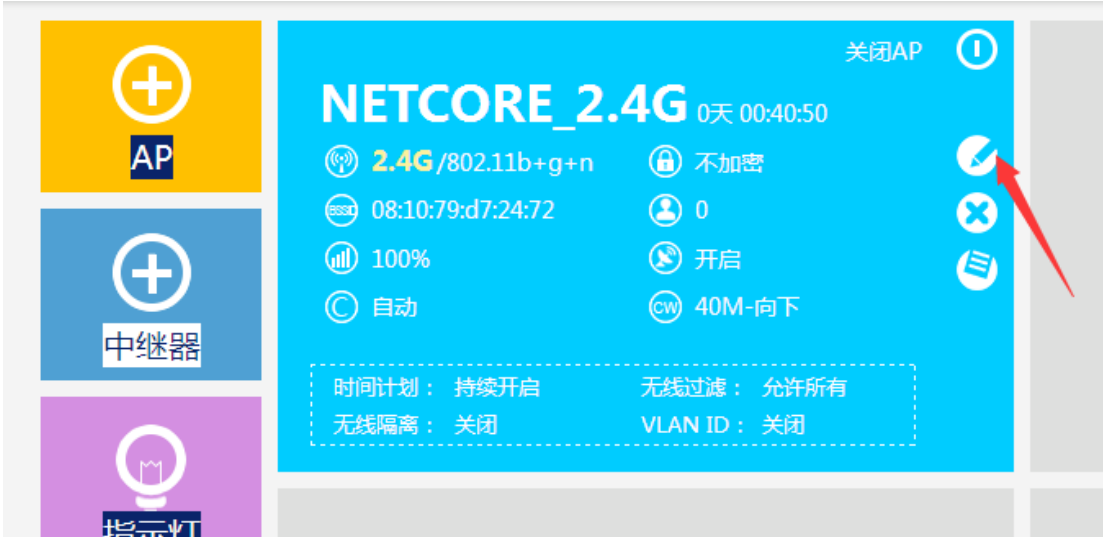 AP
中继器
指示灯
关闭AP
NETCORE_2.4G 0天 00:40:50
2.4G/802.11b+g+n 不加密
BSSID 08:10:79:d7:24:72 0
100% 开启
C 自动 CW 40M-向下
时间计划： 持续开启 无线过滤： 允许所有
无线隔离： 关闭 VLAN ID： 关闭